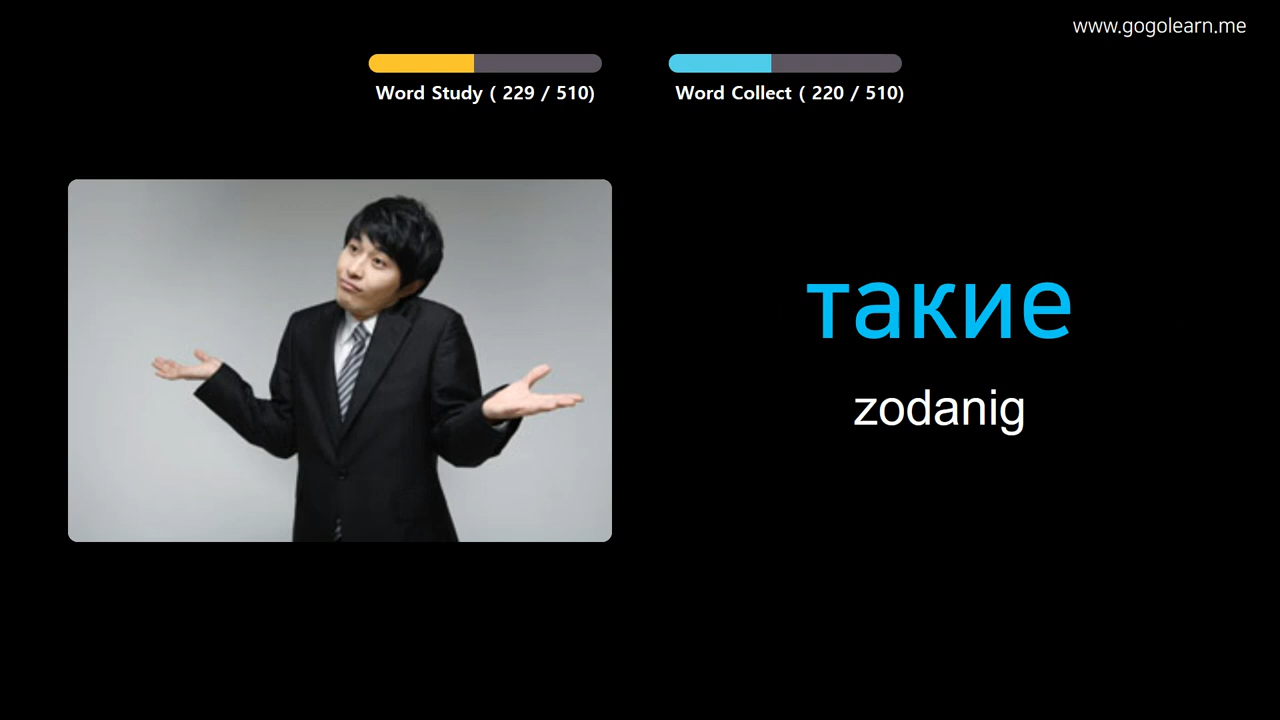 www.gogolearn.me
Word Study ( 229 / 510)
Word Collect ( 220 / 510)
такие
zodanig